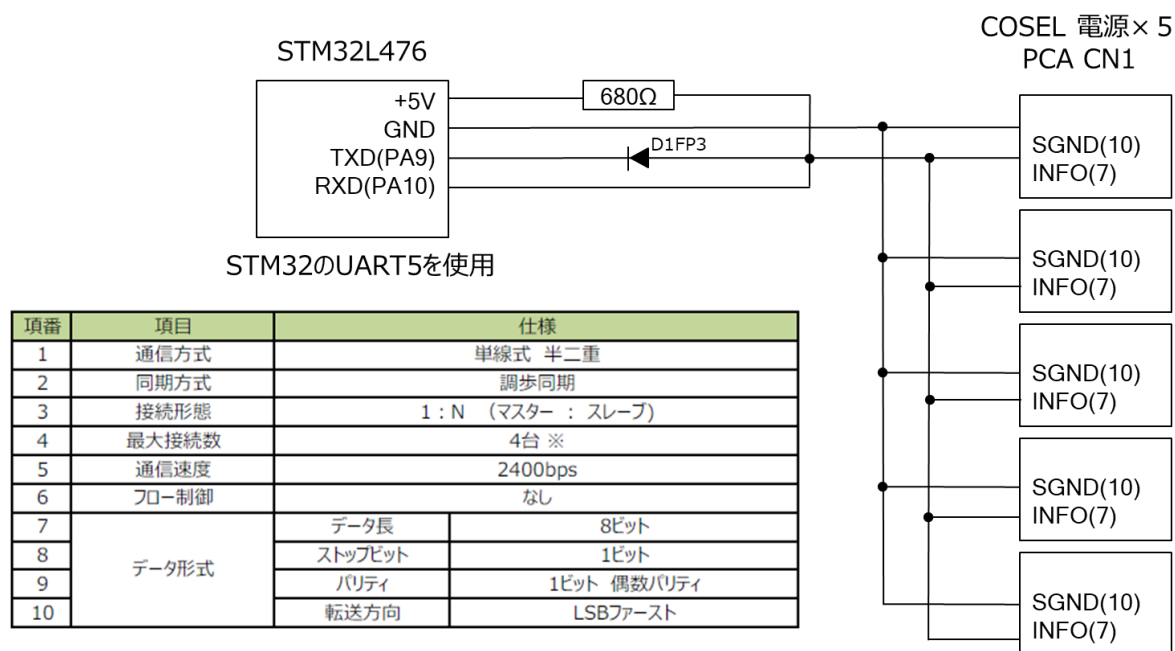 COSEL 電源×5
PCA CN1
STM32L476
+5V
GND
TXD(PA9)
RXD(PA10)
680Ω
D1FP3
STM32のUART5を使用
SGND(10)
INFO(7)
SGND(10)
INFO(7)
SGND(10)
INFO(7)
SGND(10)
INFO(7)
SGND(10)
INFO(7)
項番 項目 仕様
1 通信方式 単線式 半二重
2 同期方式 調歩同期
3 接続形態 1：N （マスター ： スレーブ）
4 最大接続数 4台 ※
5 通信速度 2400bps
6 フロー制御 なし
7 データ形式 データ長 8ビット
8 ストップビット 1ビット
9 パリティ 1ビット 偶数パリティ
10 転送方向 LSBファースト